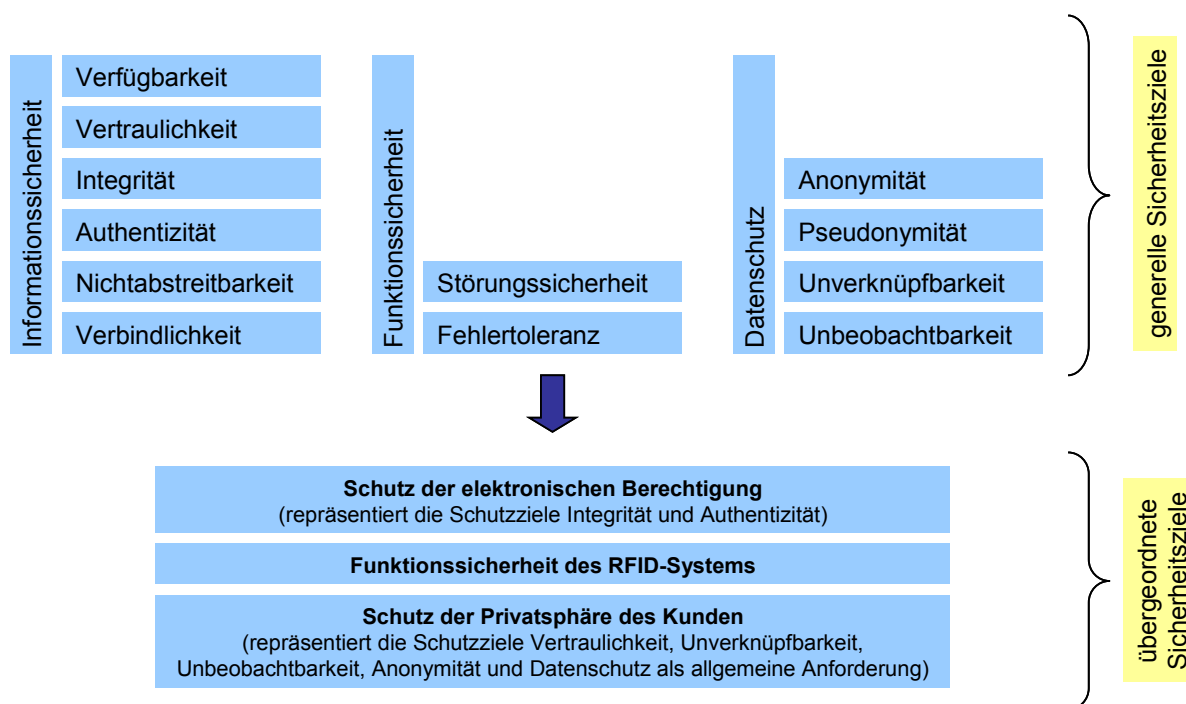 Informationssicherheit
Verfügbarkeit
Vertraulichkeit
Integrität
Authentizität
Nichtabstreitbarkeit
Verbindlichkeit
Funktionssicherheit
Störungssicherheit
Fehlertoleranz
Datenschutz
Anonymität
Pseudonymität
Unverknüpfbarkeit
Unbeobachtbarkeit
generelle Sicherheitsziele
Schutz der elektronischen Berechtigung
(repräsentiert die Schutzziele Integrität und Authentizität)
Funktionssicherheit des RFID-Systems
Schutz der Privatsphäre des Kunden
(repräsentiert die Schutzziele Vertraulichkeit, Unverknüpfbarkeit,
Unbeobachtbarkeit, Anonymität und Datenschutz als allgemeine Anforderung)
übergeordnete
Sicherheitsziele